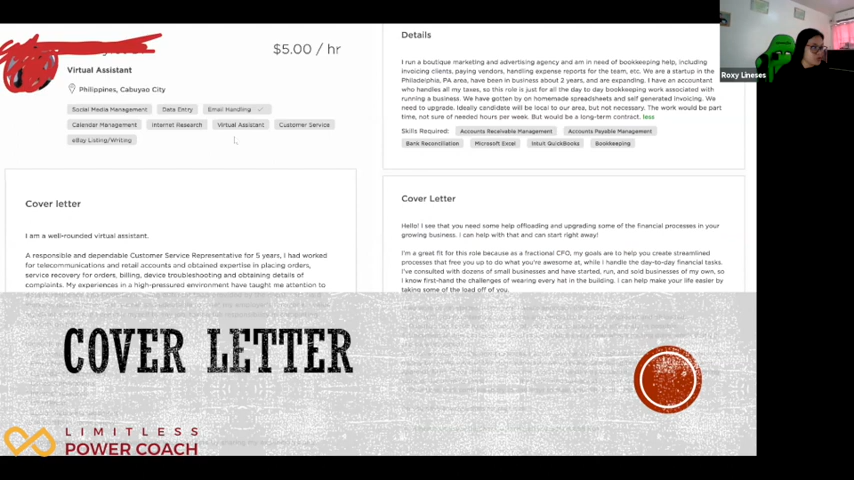 $5.00 / hr
Virtual Assistant
Philippines, Cabuyao City
Social Media Management Data Entry Email Handling
Calendar Management Internet Research Virtual Assistant Customer Service
eBay Listing/Writing
Cover letter
I am a well-rounded virtual assistant.
A responsible and dependable Customer Service Representative for 5 years, I had worked
for telecommunications and retail accounts and obtained expertise in placing orders,
service recovery for orders, billing, device troubleshooting and obtaining details of
complaints. My experiences in a high-pressured environment have taught me attention to
Details
I run a boutique marketing and advertising agency and am in need of bookkeeping help, including
invoicing clients, paying vendors, handling expense reports for the team, etc. We are a startup in the
Philadelphia, PA area, have been in business about 2 years, and are expanding. I have an accountant
who handles all my taxes, so this role is just for all the day to day bookkeeping work associated with
running a business. We have gotten by on homemade spreadsheets and self generated invoicing. We
need to upgrade. Ideally candidate will be local to our area, but not necessary. The work would be part
time, not sure of needed hours per week. But would be a long-term contract. less
Skills Required: Accounts Receivable Management Accounts Payable Management
Bank Reconciliation Microsoft Excel Intuit QuickBooks Bookkeeping
Cover Letter
Hello! I see that you need some help offloading and upgrading some of the financial processes in your
growing business. I can help with that and can start right away!
I'm a great fit for this role because as a fractional CFO, my goals are to help you create streamlined
processes that free you up to do what you're awesome at, while I handle the day-to-day financial tasks.
I've consulted with dozens of small businesses and have started, run, and sold businesses of my own, so
I know first-hand the challenges of wearing every hat in the building. I can help make your life easier by
taking some of the load off of you.
COVER LETTER
LIMITLESS
POWER COACH
Roxy Lineses